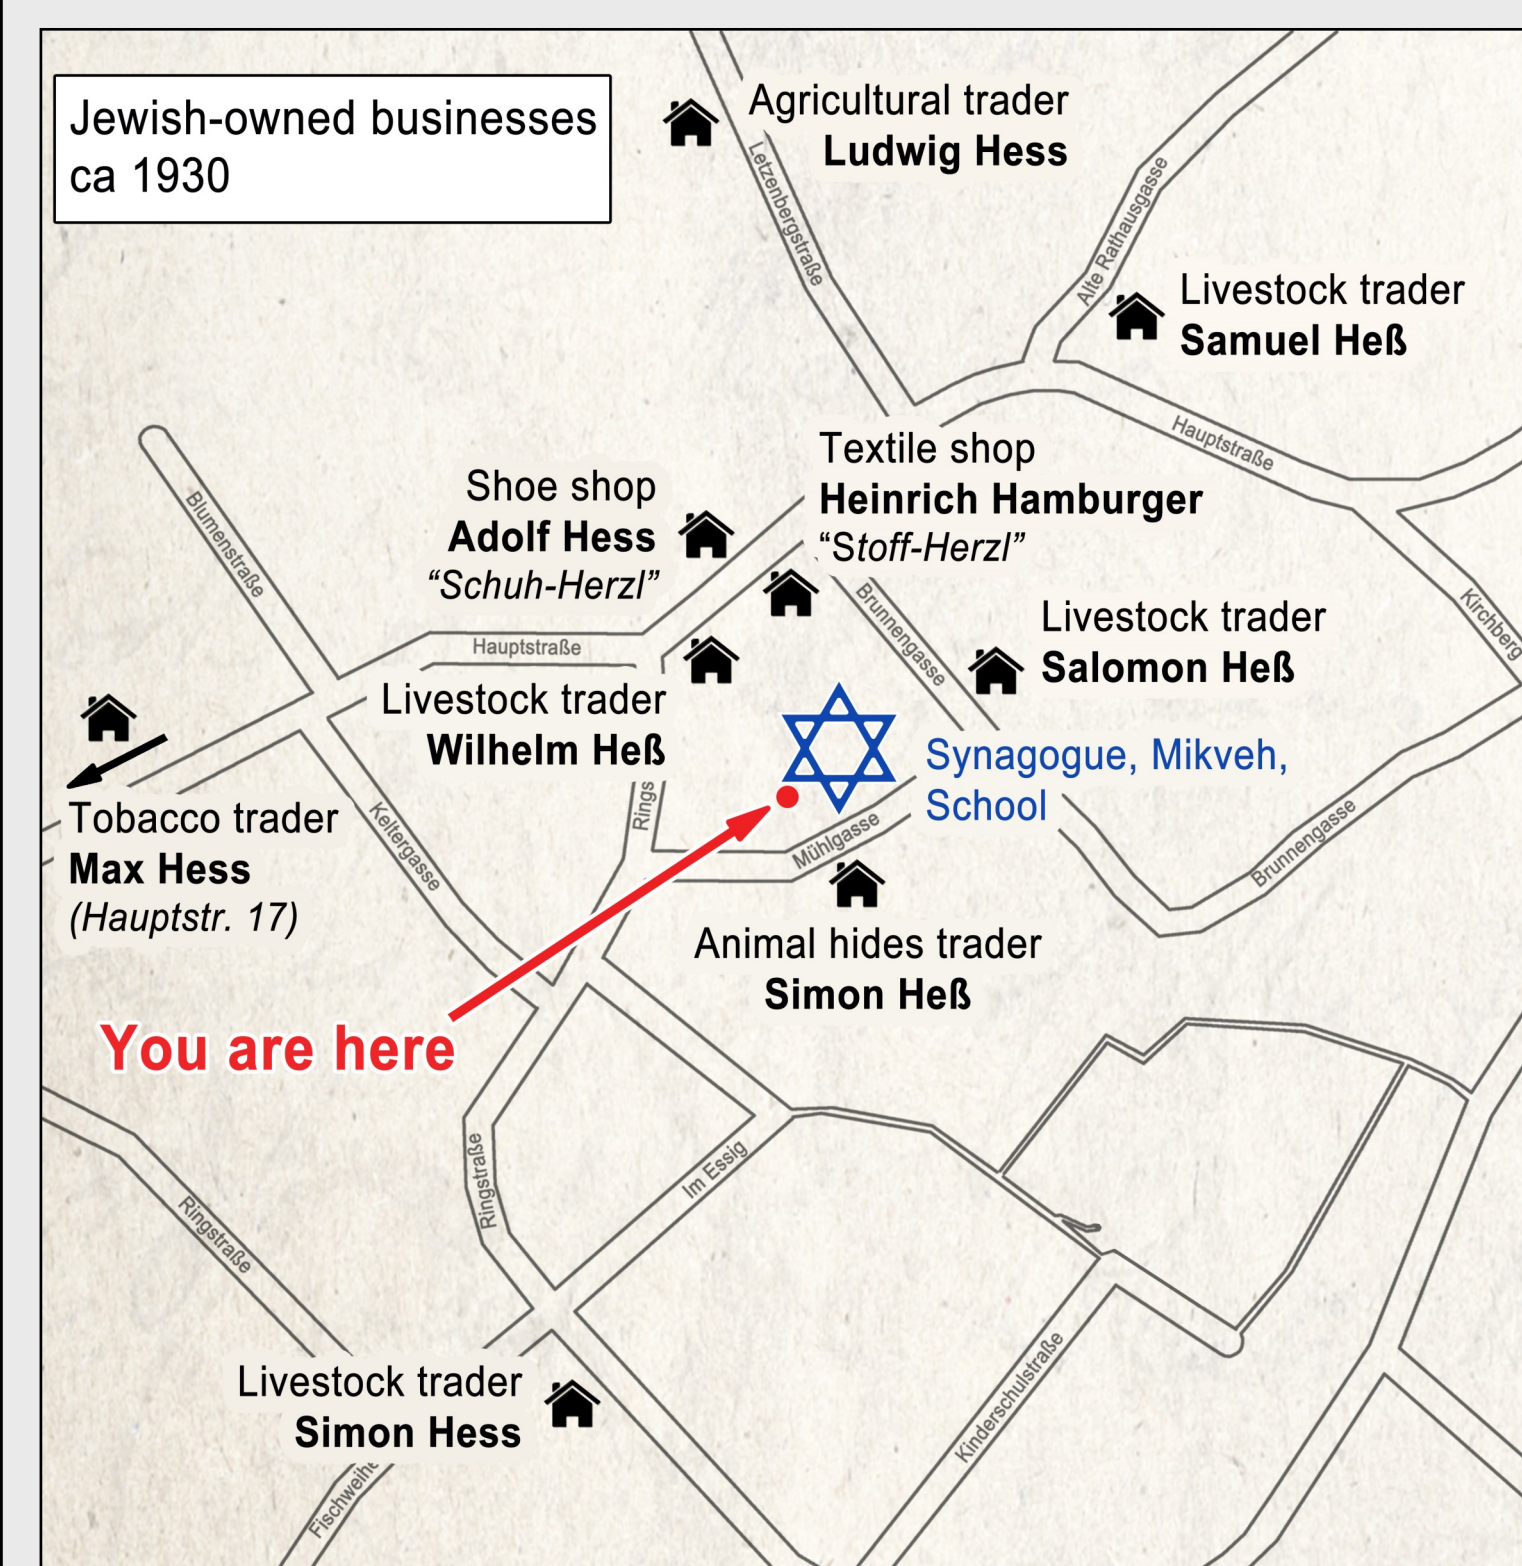 Jewish-owned businesses
ca 1930
Agricultural trader
Ludwig Hess
Letzenbergstraße
Alte Rathausgasse
Livestock trader
Samuel Heß
Hauptstraße
Textile shop
Heinrich Hamburger
“Stoff-Herzl”
Shoe shop
Adolf Hess
“Schuh-Herzl”
Blumenstraße
Hauptstraße
Brunnengasse
Kirchberg
Livestock trader
Salomon Heß
Livestock trader
Wilhelm Heß
Synagogue, Mikveh,
School
Rings
Mühlgasse
Brunnengasse
Keltergasse
Tobacco trader
Max Hess
(Hauptstr. 17)
Animal hides trader
Simon Heß
You are here
Ringstraße
Im Essig
Ringstraße
Kinderschulstraße
Livestock trader
Simon Hess
Fischweihe